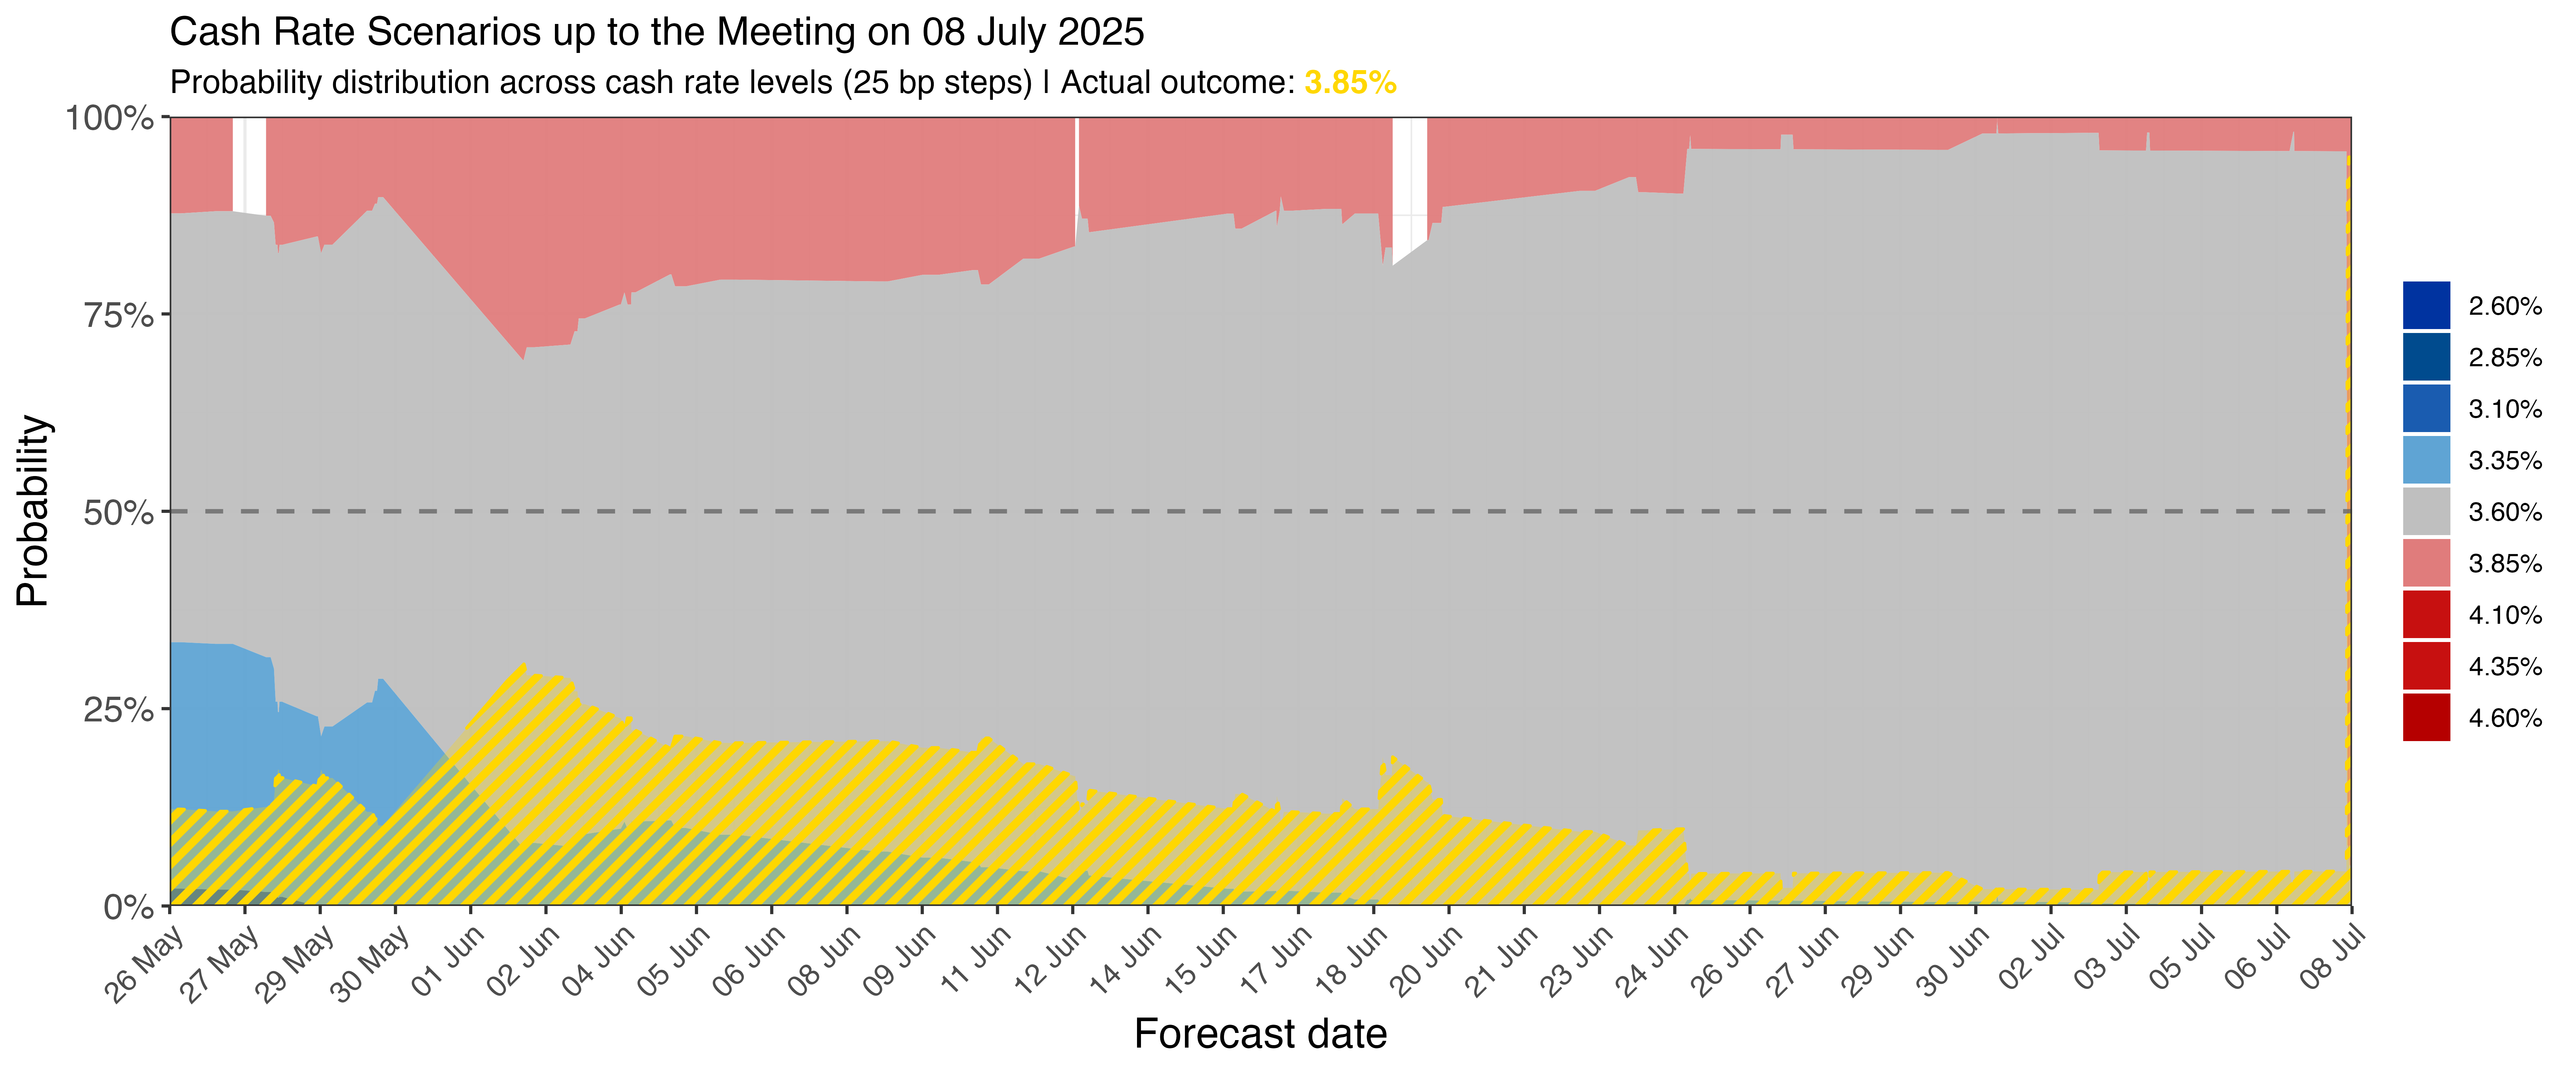 Cash Rate Scenarios up to the Meeting on 08 July 2025
Probability distribution across cash rate levels (25 bp steps) | Actual outcome: 3.85%
Probability
100%
75%
50%
25%
0%
26 May
27 May
29 May
30 May
01 Jun
02 Jun
04 Jun
05 Jun
06 Jun
08 Jun
09 Jun
11 Jun
12 Jun
14 Jun
15 Jun
17 Jun
18 Jun
20 Jun
21 Jun
23 Jun
24 Jun
26 Jun
27 Jun
29 Jun
30 Jun
02 Jul
03 Jul
05 Jul
06 Jul
08 Jul
Forecast date
2.60%
2.85%
3.10%
3.35%
3.60%
3.85%
4.10%
4.35%
4.60%